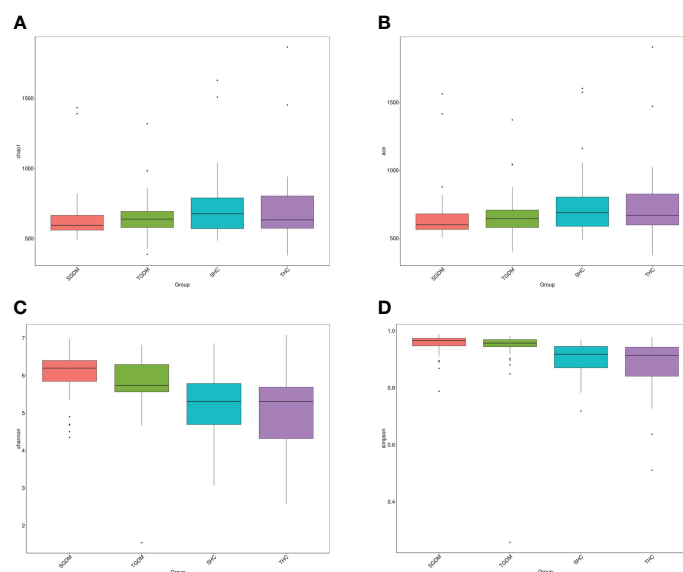 A
chao1
1500
1000
500
SGDM
TGDM
SHC
THC
Group
B
ace
1500
1000
500
SGDM
TGDM
SHC
THC
Group
C
shannon
7
6
5
4
3
2
SGDM
TGDM
SHC
THC
Group
D
simpson
1.0
0.8
0.6
0.4
SGDM
TGDM
SHC
THC
Group